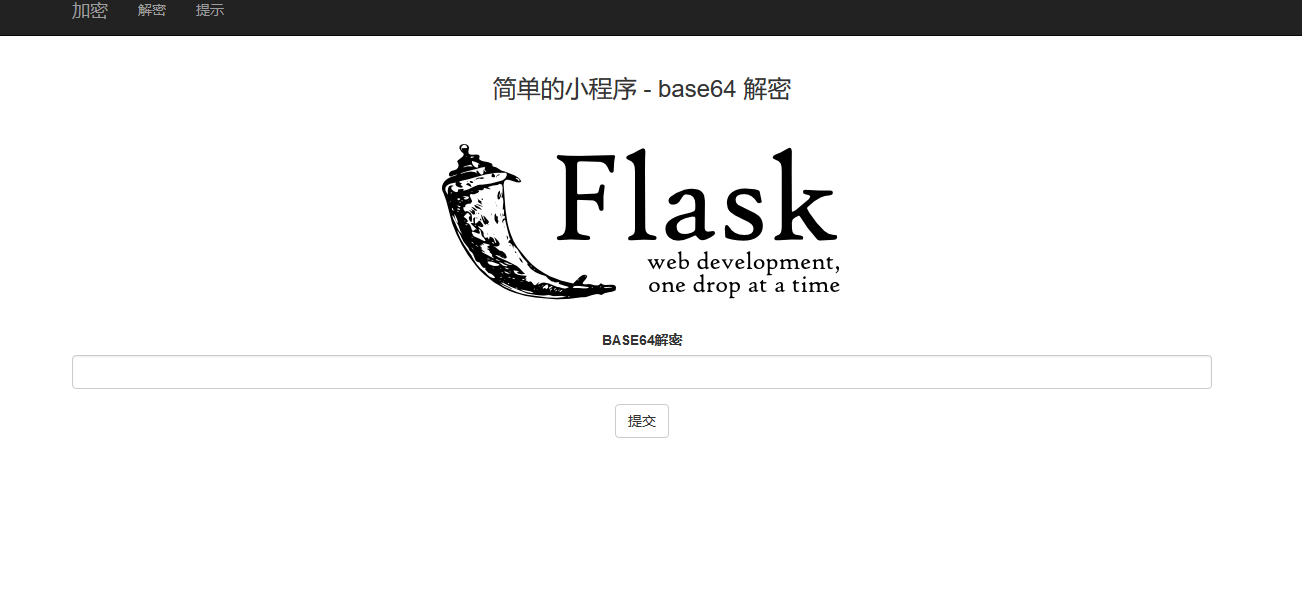 加密 解密 提示
简单的小程序 - base64 解密
Flask
web development,
one drop at a time
BASE64解密
提交